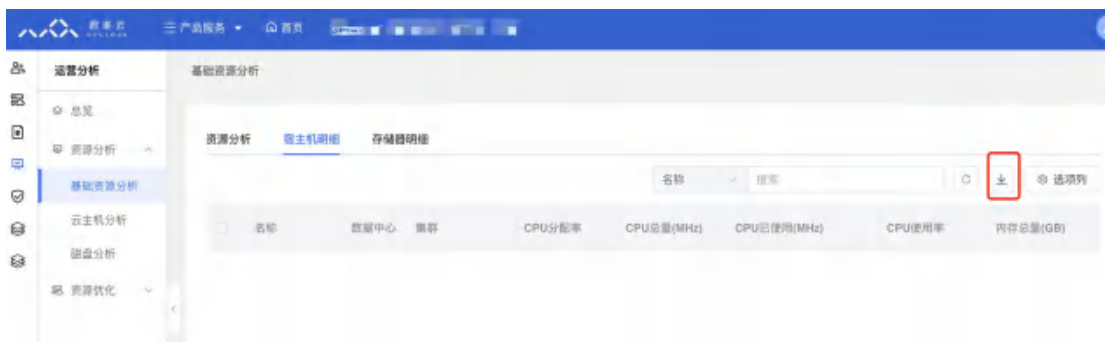 产品服务 首页
运营分析
基础资源分析
总览
资源分析 宿主机明细 存储器明细
资源分析
名称 搜索 选项列
基础资源分析
云主机分析
名称 数据中心 集群 CPU分配率 CPU总量(MHz) CPU已使用(MHz) CPU使用率 内存总量(GB)
磁盘分析
资源优化